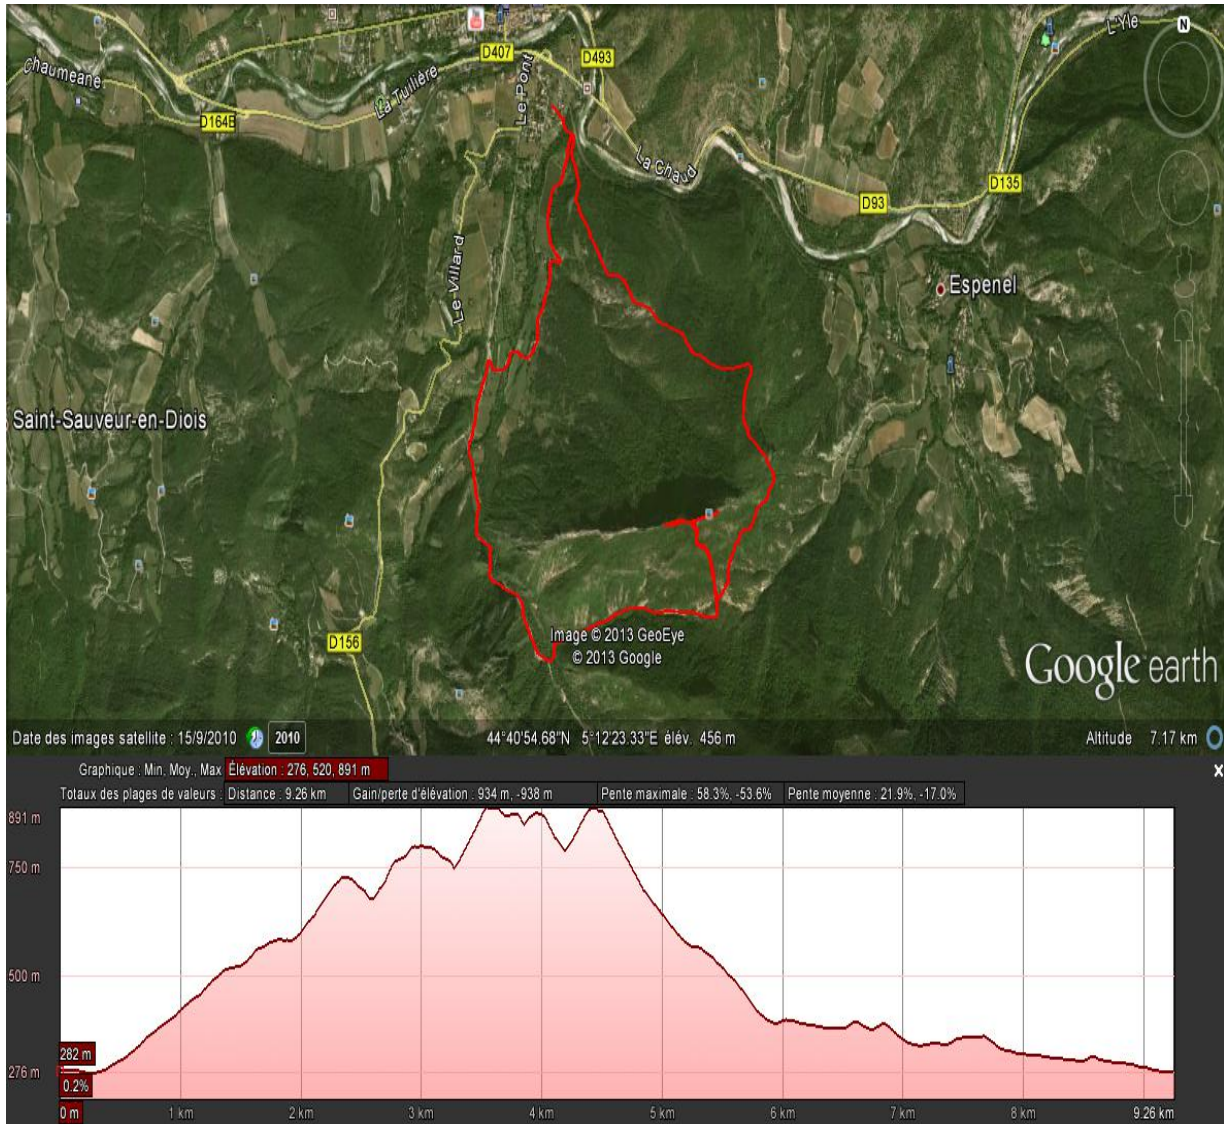 N
L'Yle
D407
D493
Chaumeane
La Tuilière
Le Pont
D164E
La Chaud
D135
D93
Le Villard
Espenel
Saint-Sauveur-en-Diois
D156
Image © 2013 GeoEye
© 2013 Google
Google earth
Date des images satellite : 15/9/2010 2010 44°40'54.68"N 5°12'23.33"E élév. 456 m Altitude 7.17 km
Graphique : Min, Moy., Max Élévation : 276, 520, 891 m x
Totaux des plages de valeurs : Distance : 9.26 km Gain/perte d'élévation : 934 m, -938 m Pente maximale : 58.3%, -53.6% Pente moyenne : 21.9%, -17.0%
891 m
750 m
500 m
282 m
276 m
0.2%
0 m 1 km 2 km 3 km 4 km 5 km 6 km 7 km 8 km 9.26 km